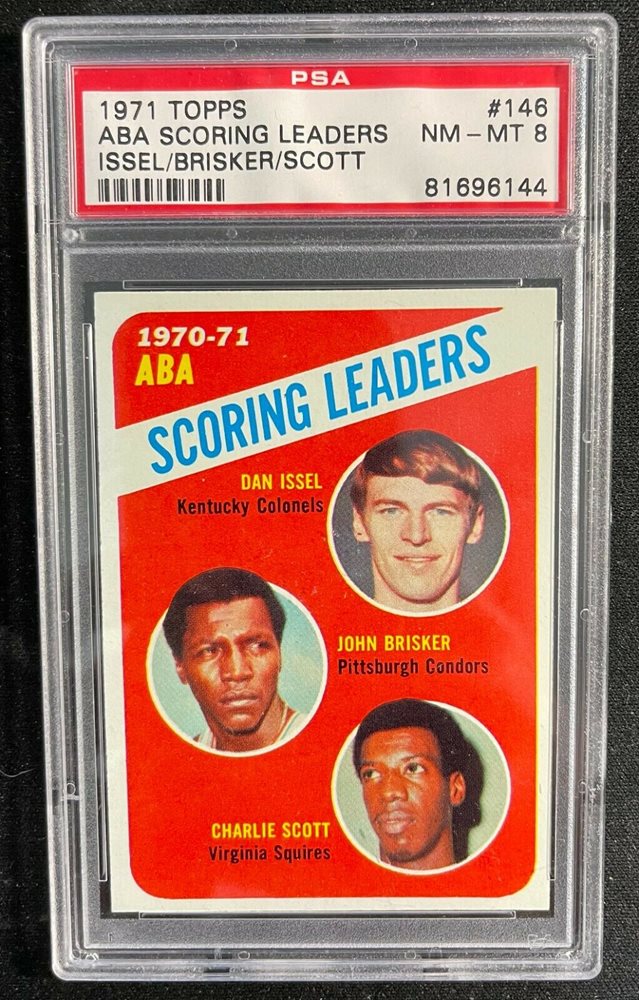 PSA
1971 TOPPS #146
ABA SCORING LEADERS NM-MT 8
ISSEL/BRISKER/SCOTT
81696144
1970-71
ABA
SCORING LEADERS
DAN ISSEL
Kentucky Colonels
JOHN BRISKER
Pittsburgh Condors
CHARLIE SCOTT
Virginia Squires